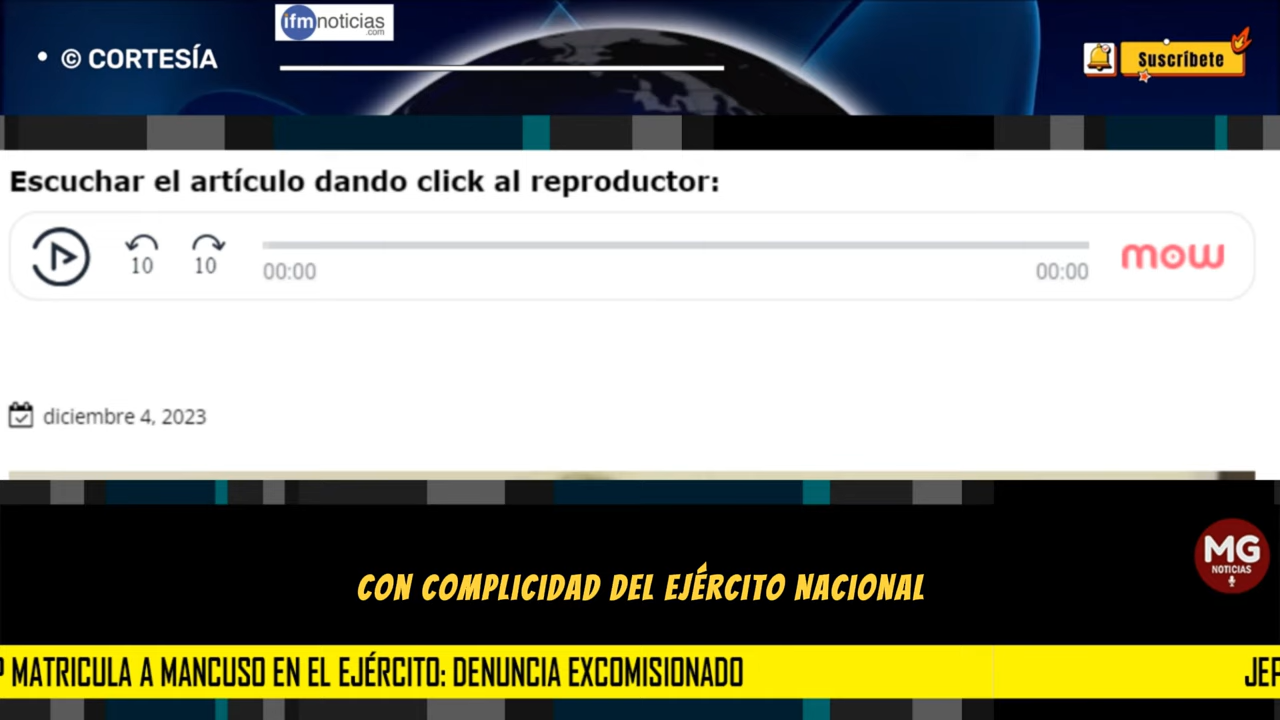 ifmnoticias
.com
• © CORTESÍA
Suscríbete
Escuchar el artículo dando click al reproductor:
10
10
00:00
00:00
mow
diciembre 4, 2023
MG
NOTICIAS
CON COMPLICIDAD DEL EJÉRCITO NACIONAL
P MATRICULA A MANCUSO EN EL EJÉRCITO: DENUNCIA EXCOMISIONADO
JEP